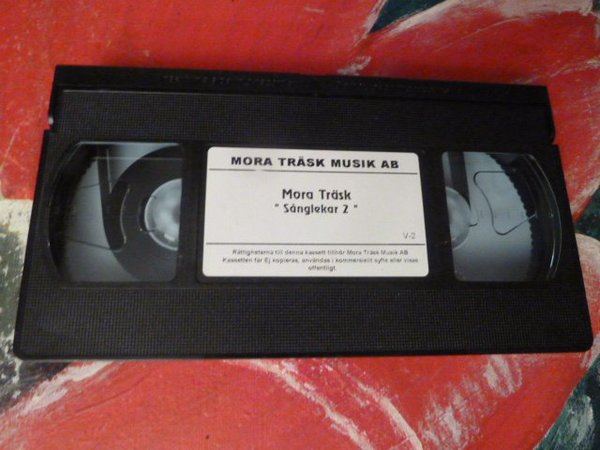 MORA TRÄSK MUSIK AB
Mora Träsk
" Sånglekar 2 "
V-2
Rättigheterna till denna kassett tillhör Mora Träsk Musik AB
Kassetten får Ej kopieras, användas i kommersiellt syfte eller visas
offentligt.